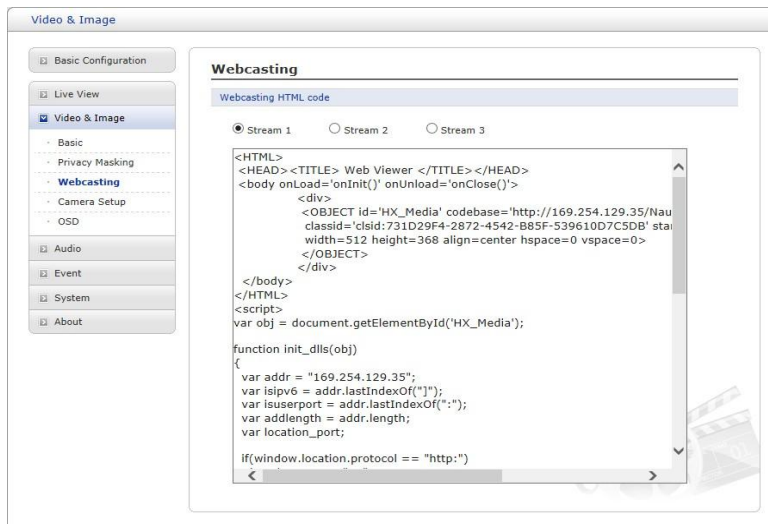 Video & Image
Basic Configuration
Live View
Video & Image
Basic
Privacy Masking
Webcasting
Camera Setup
OSD
Audio
Event
System
About
Webcasting
Webcasting HTML code
Stream 1 Stream 2 Stream 3
<HTML>
<HEAD><TITLE> Web Viewer </TITLE></HEAD>
<body onLoad='onInit()' onUnload='onClose()'>
<div>
<OBJECT id='HX_Media' codebase='http://169.254.129.35/Nau
classid='clsid:731D29F4-2872-4542-B85F-539610D7C5DB' sta
width=512 height=368 align=center hspace=0 vspace=0>
</OBJECT>
</div>
</body>
</HTML>
<script>
var obj = document.getElementById('HX_Media');
function init_dlls(obj)
{
var addr = "169.254.129.35";
var isipv6 = addr.lastIndexOf("]");
var isuserport = addr.lastIndexOf(":");
var addlength = addr.length;
var location_port;
if(window.location.protocol == "http:")